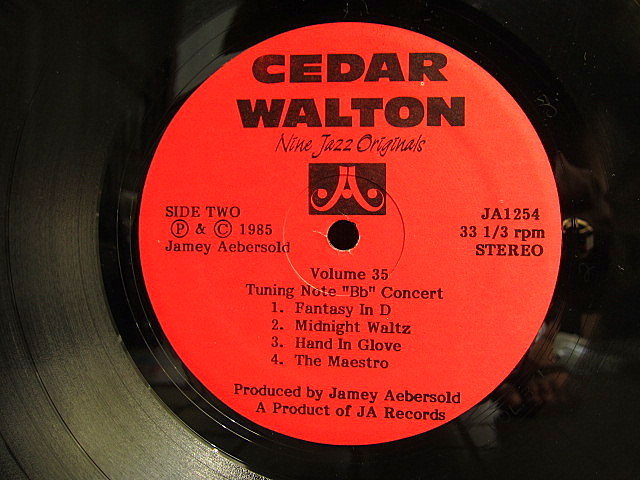 CEDAR
WALTON
Nine Jazz Originals
JA
SIDE TWO
Ⓟ & © 1985
Jamey Aebersold
JA1254
33 1/3 rpm
STEREO
Volume 35
Tuning Note "Bb" Concert
1. Fantasy In D
2. Midnight Waltz
3. Hand In Glove
4. The Maestro
Produced by Jamey Aebersold
A Product of JA Records